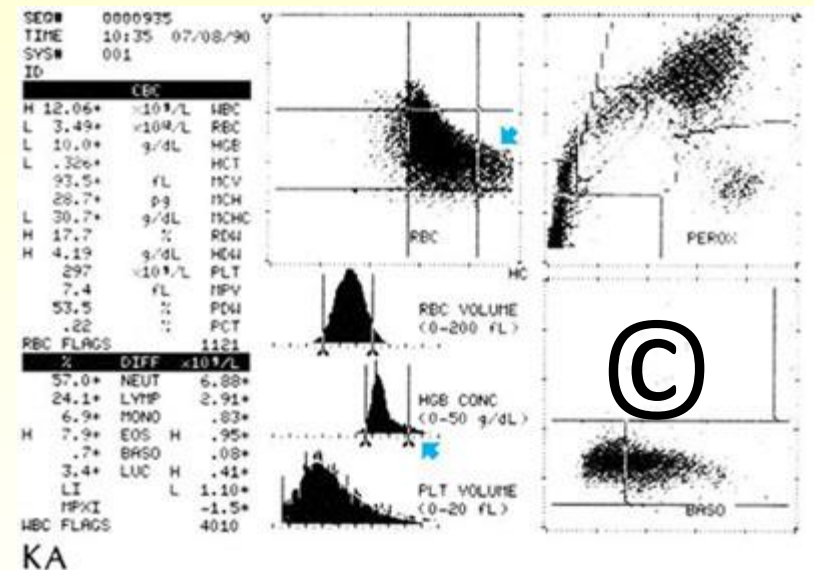 SEQ# 0000935
TIME 10:35 07/08/90
SYS# 001
ID
CBC
H 12.06* ×10⁹/L WBC
L 3.49* ×10¹²/L RBC
L 10.0* g/dL HGB
L .326* HCT
93.5* fL MCV
28.7* pg MCH
L 30.7* g/dL MCHC
H 17.7 % RDW
H 4.19 g/dL HDW
297 ×10⁹/L PLT
7.4 fL MPV
53.5 % PDW
.22 % PCT
RBC FLAGS 1121
% DIFF ×10⁹/L
57.0* NEUT 6.88*
24.1* LYMP 2.91*
6.9* MONO .83*
H 7.9* EOS H .95*
.7* BASO .08*
3.4* LUC H .41*
LI L 1.10*
MPXI -1.5*
WBC FLAGS 4010
KA
V
RBC
HC
RBC VOLUME
(0-200 fL)
HGB CONC
(0-50 g/dL)
PLT VOLUME
(0-20 fL)
PEROX
©
BASO